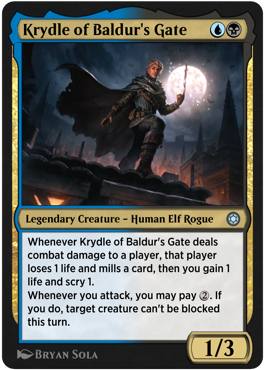 Krydle of Baldur's Gate
Legendary Creature – Human Elf Rogue
Whenever Krydle of Baldur's Gate deals
combat damage to a player, that player
loses 1 life and mills a card, then you gain 1
life and scry 1.
Whenever you attack, you may pay 2. If
you do, target creature can't be blocked
this turn.
Bryan Sola
1/3